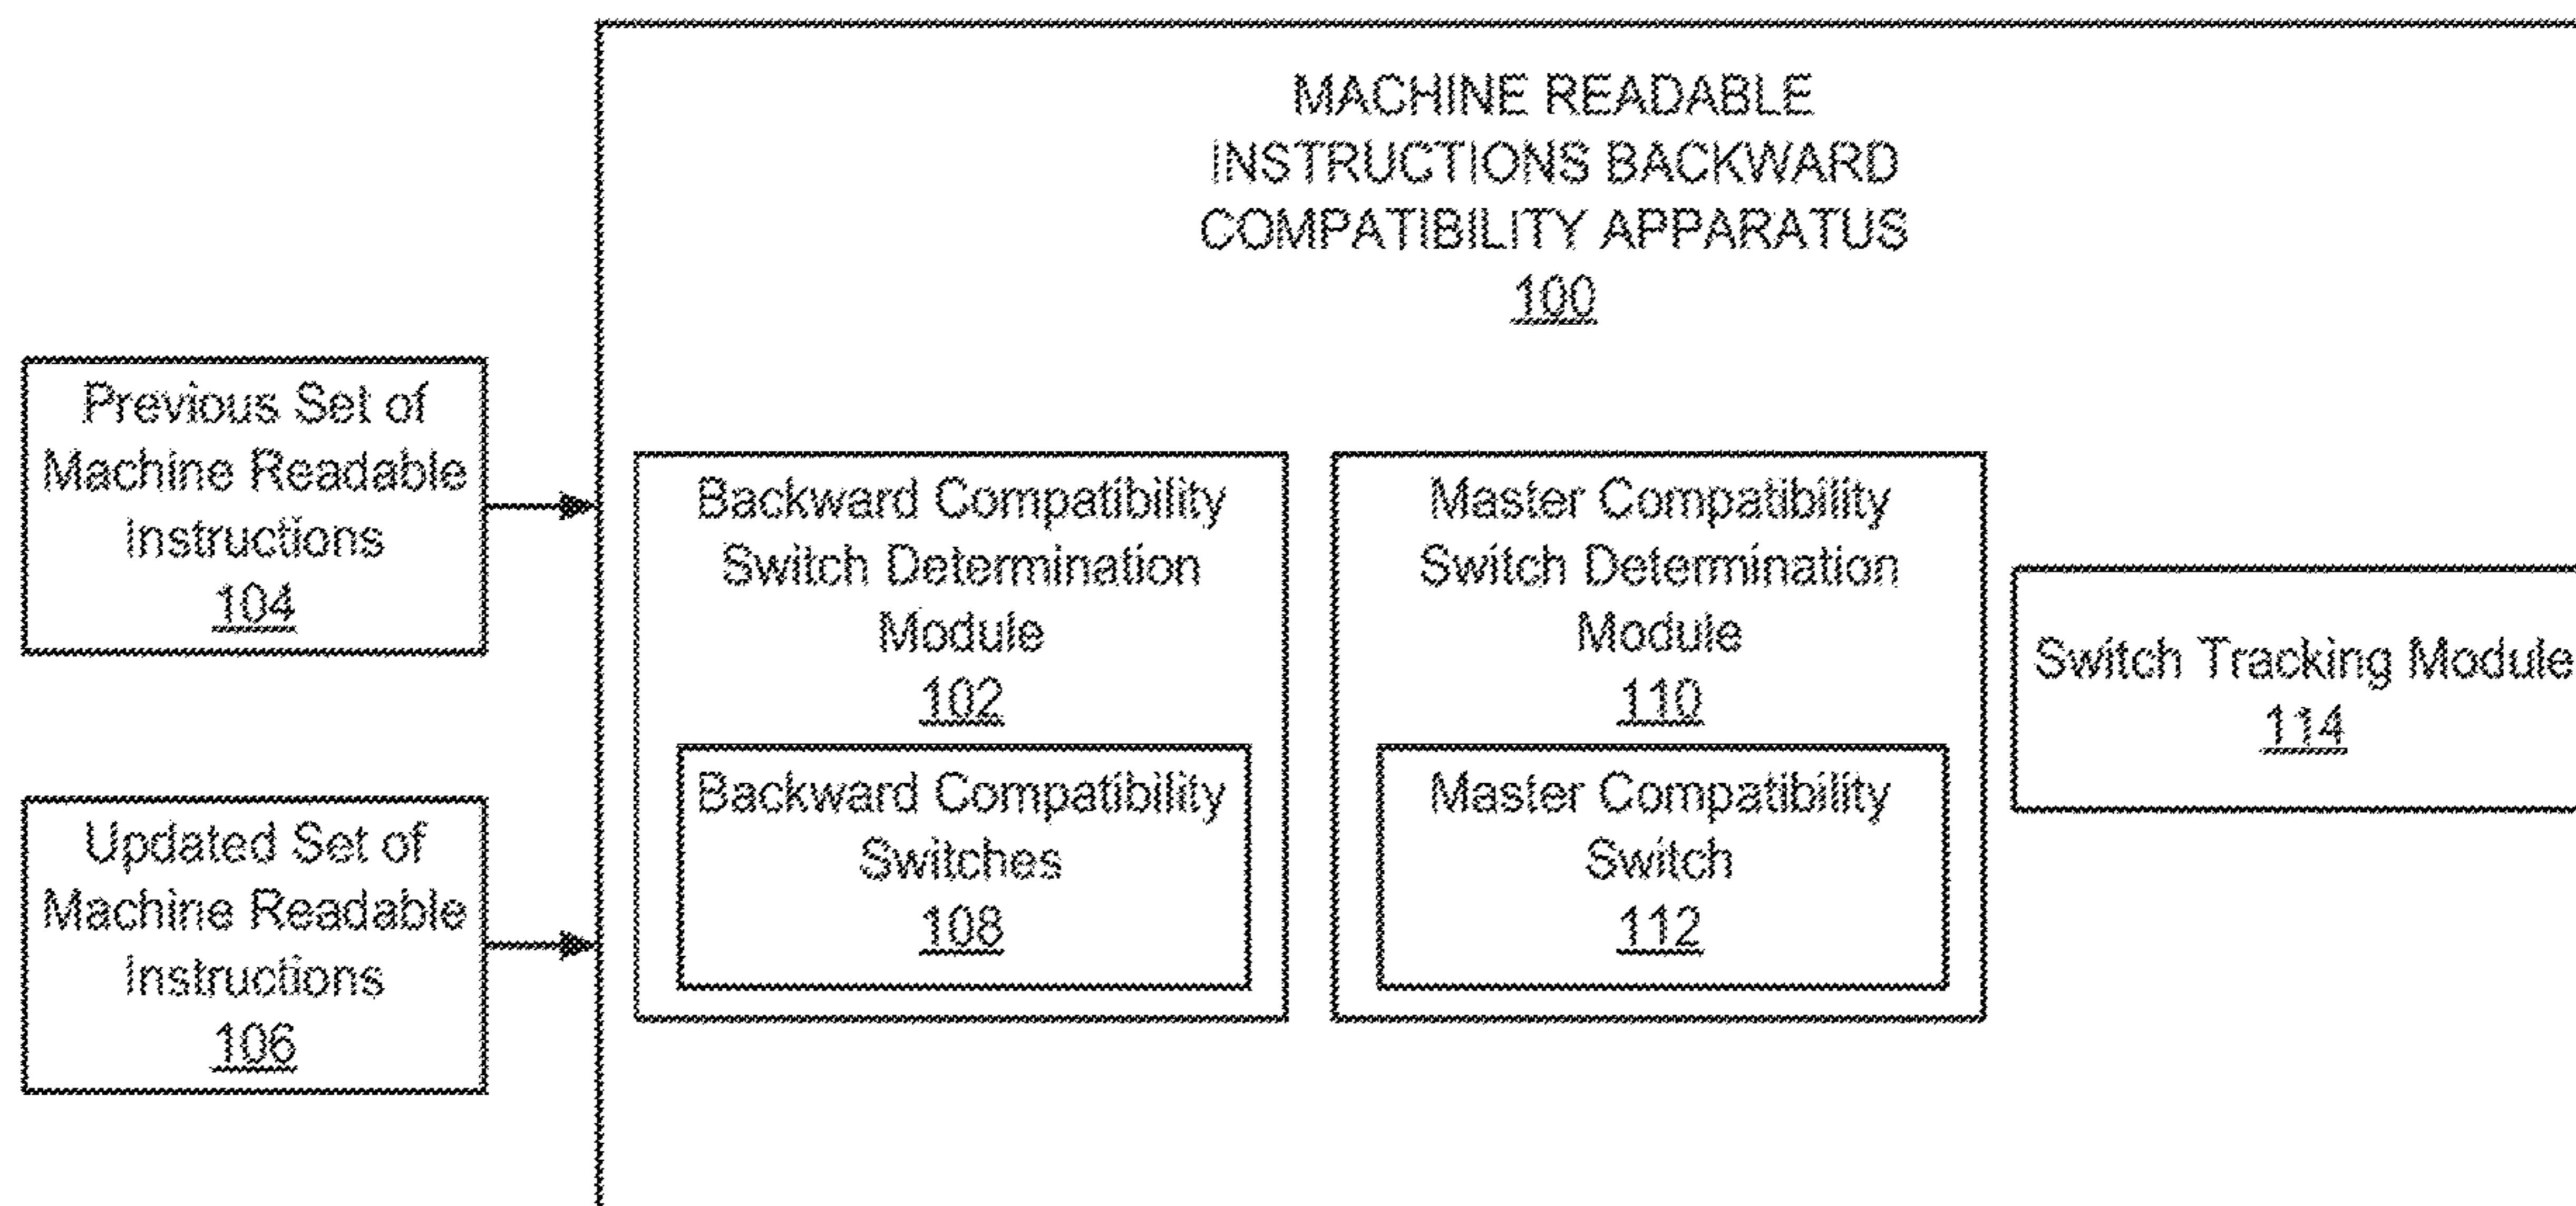 MACHINE READABLE
INSTRUCTIONS BACKWARD
COMPATIBILITY APPARATUS
100
Previous Set of
Machine Readable
Instructions
104
Updated Set of
Machine Readable
Instructions
106
Backward Compatibility
Switch Determination
Module
102
Backward Compatibility
Switches
108
Master Compatibility
Switch Determination
Module
110
Master Compatibility
Switch
112
Switch Tracking Module
114